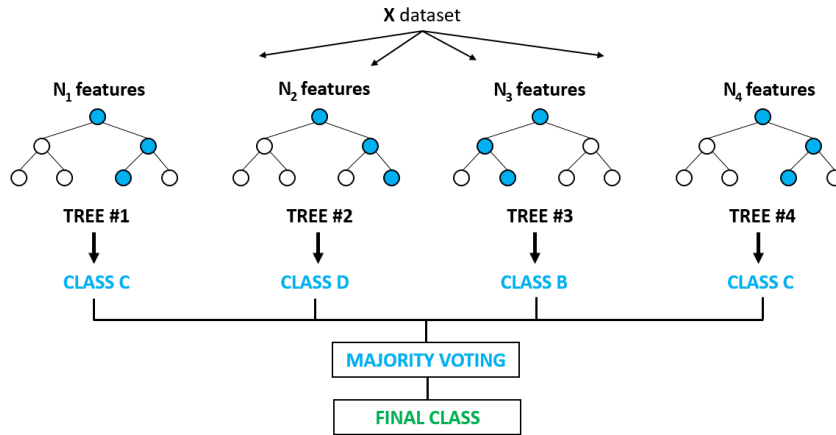 X dataset
N₁ features
N₂ features
N₃ features
N₄ features
TREE #1
TREE #2
TREE #3
TREE #4
CLASS C
CLASS D
CLASS B
CLASS C
MAJORITY VOTING
FINAL CLASS